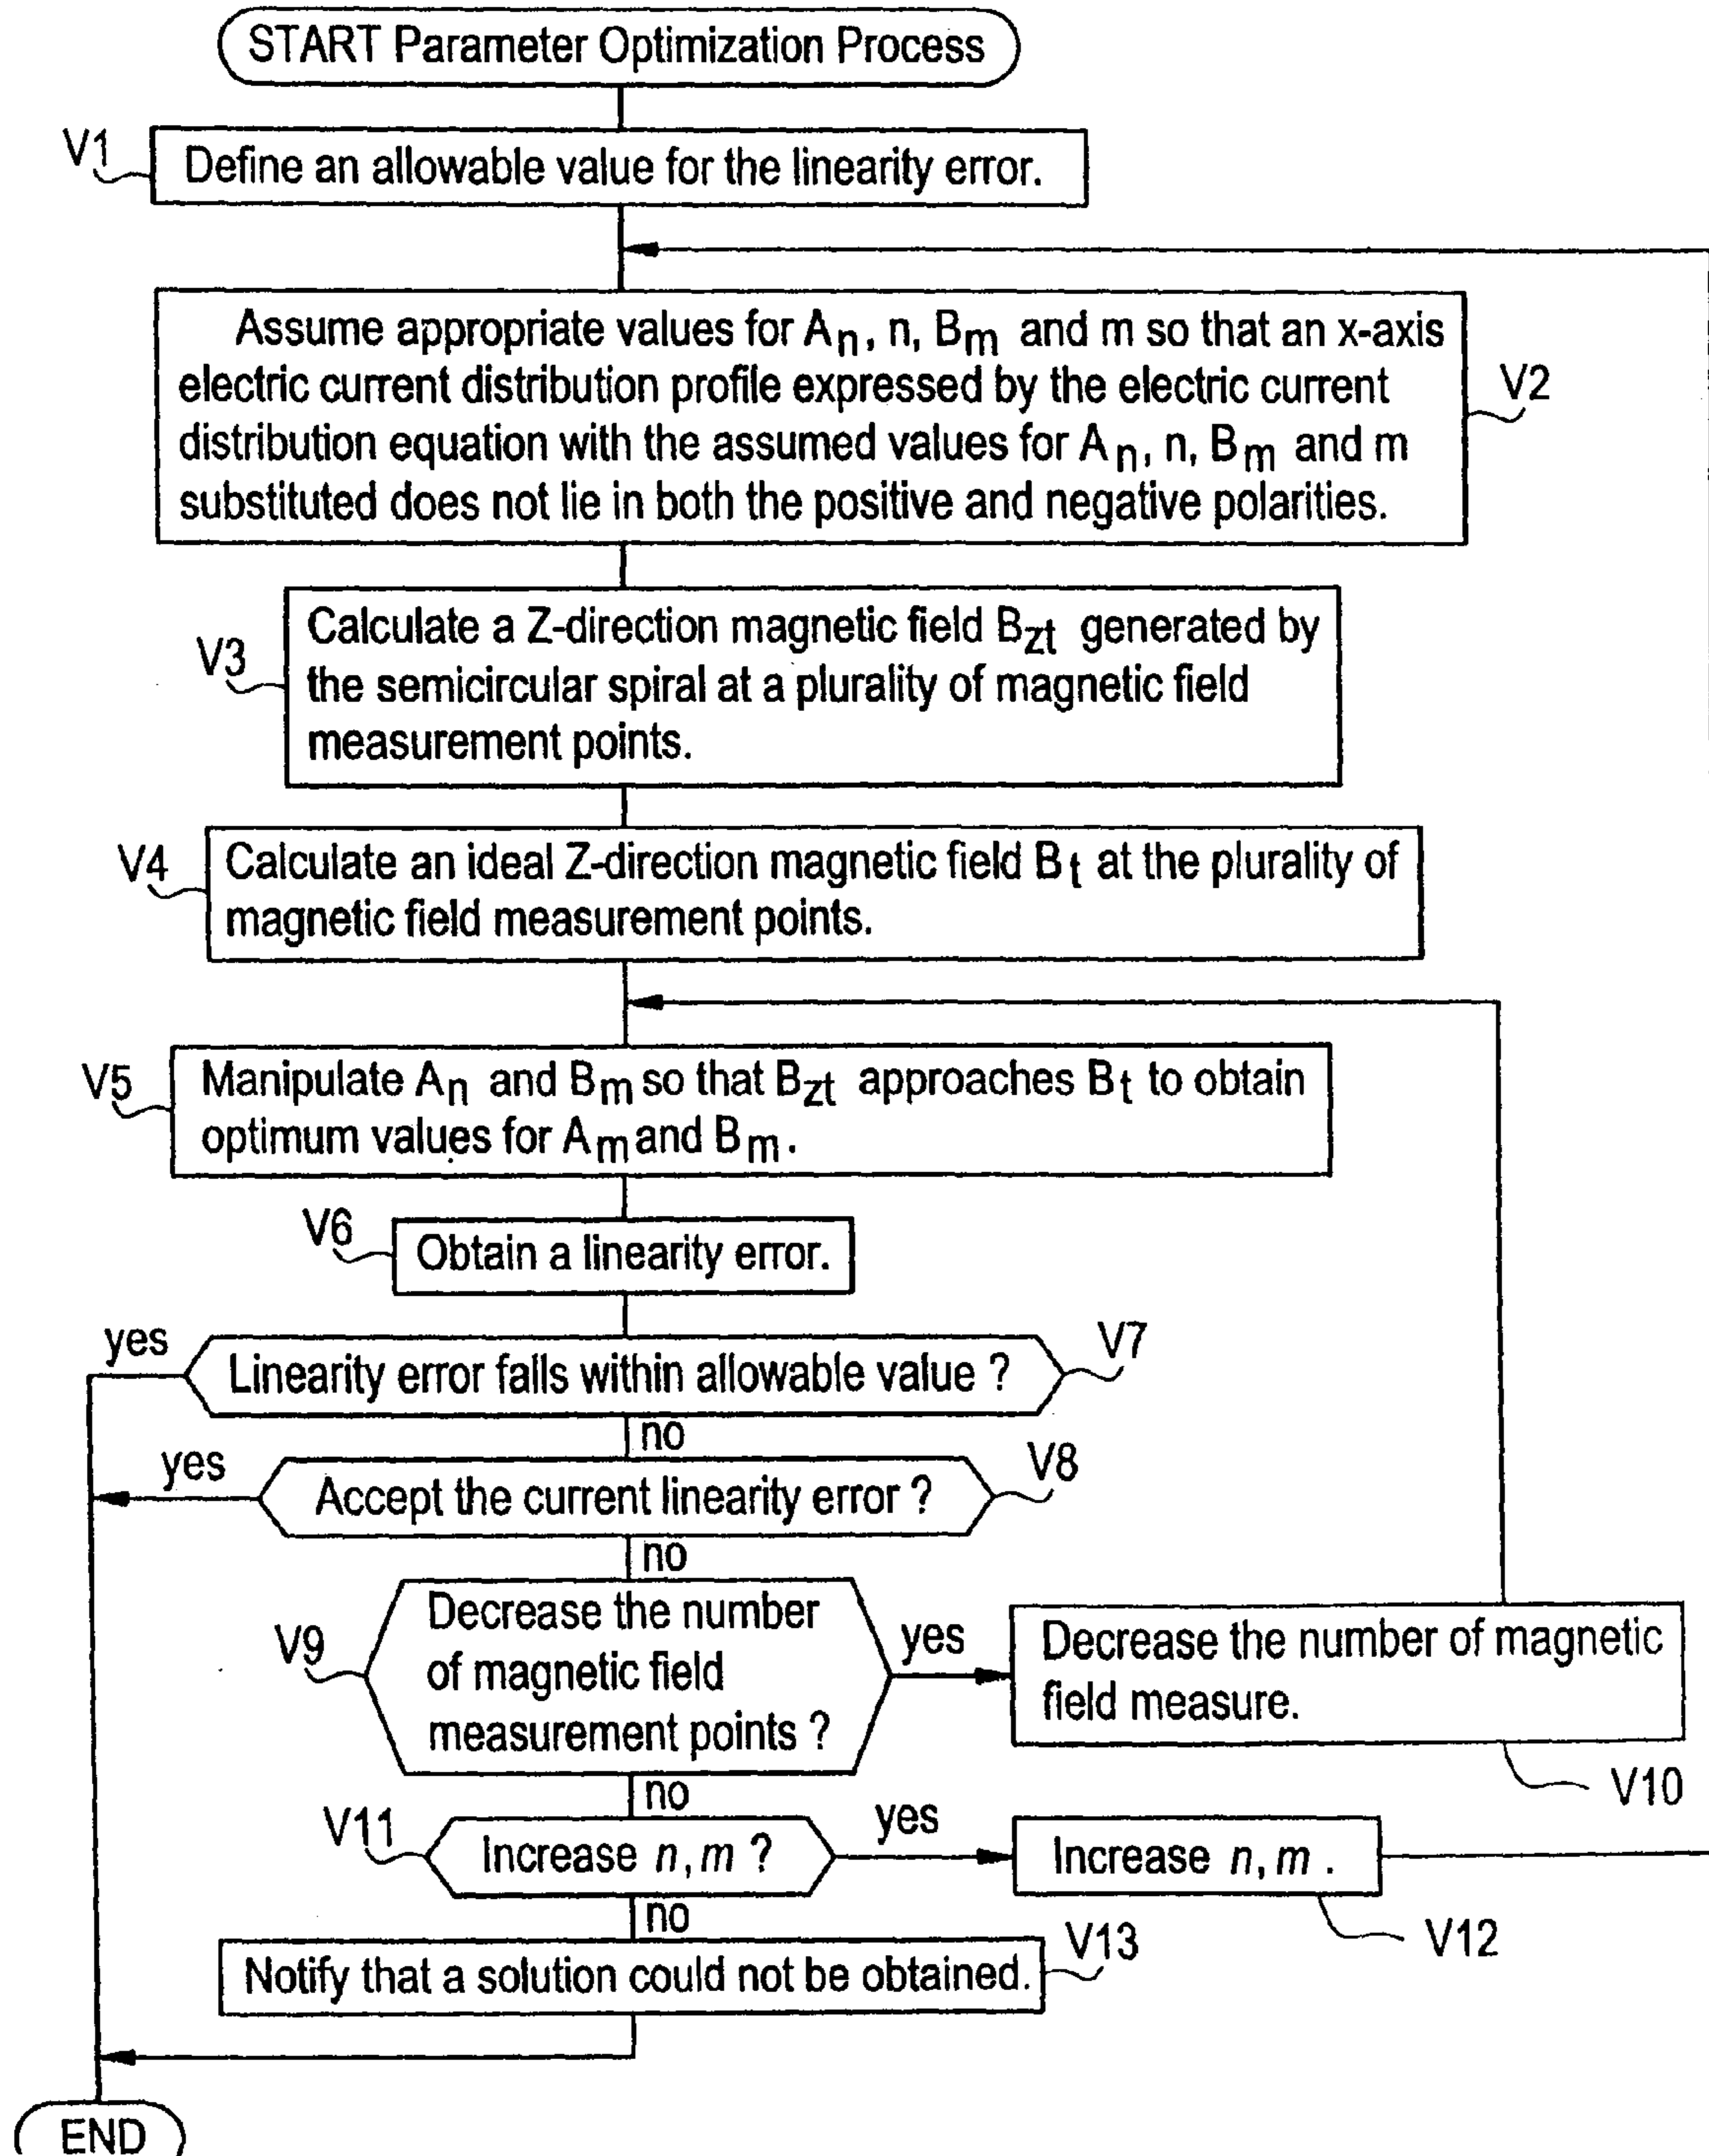 START Parameter Optimization Process
V1
Define an allowable value for the linearity error.
Assume appropriate values for An, n, Bm and m so that an x-axis
electric current distribution profile expressed by the electric current
distribution equation with the assumed values for An, n, Bm and m
substituted does not lie in both the positive and negative polarities.
V2
V3
Calculate a Z-direction magnetic field Bzt generated by
the semicircular spiral at a plurality of magnetic field
measurement points.
V4
Calculate an ideal Z-direction magnetic field Bt at the plurality of
magnetic field measurement points.
V5
Manipulate An and Bm so that Bzt approaches Bt to obtain
optimum values for Am and Bm.
V6
Obtain a linearity error.
yes
Linearity error falls within allowable value ?
V7
no
yes
Accept the current linearity error ?
V8
no
V9
Decrease the number
of magnetic field
measurement points ?
yes
Decrease the number of magnetic
field measure.
V10
no
V11
Increase n, m ?
yes
Increase n, m .
V12
no
Notify that a solution could not be obtained.
V13
END